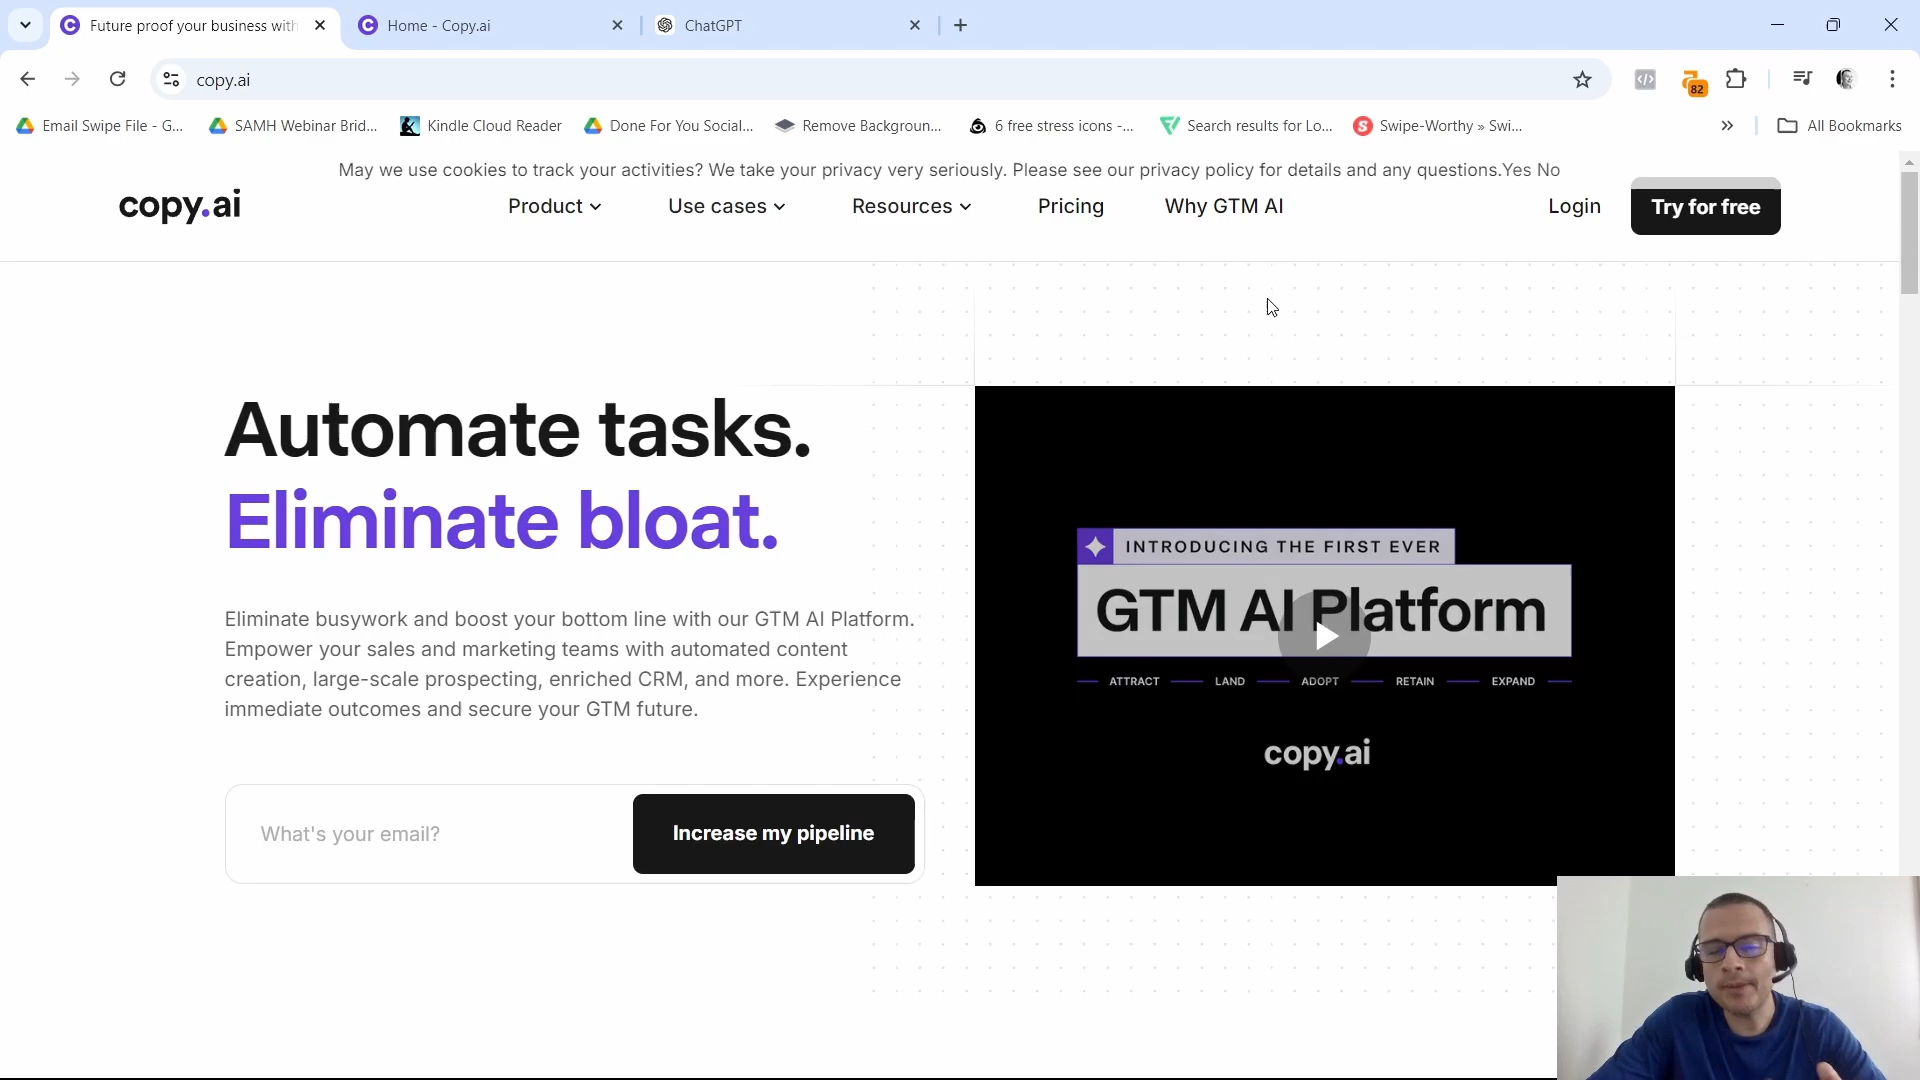 Future proof your business with
Home - Copy.ai
ChatGPT
copy.ai
82
Email Swipe File - G...
SAMH Webinar Brid...
Kindle Cloud Reader
Done For You Social...
Remove Backgroun...
6 free stress icons -...
Search results for Lo...
Swipe-Worthy » Swi...
All Bookmarks
May we use cookies to track your activities? We take your privacy very seriously. Please see our privacy policy for details and any questions.Yes No
copy.ai
Product
Use cases
Resources
Pricing
Why GTM AI
Login
Try for free
Automate tasks.
Eliminate bloat.
Eliminate busywork and boost your bottom line with our GTM AI Platform.
Empower your sales and marketing teams with automated content
creation, large-scale prospecting, enriched CRM, and more. Experience
immediate outcomes and secure your GTM future.
What's your email?
Increase my pipeline
INTRODUCING THE FIRST EVER
GTM AI Platform
ATTRACT
LAND
ADOPT
RETAIN
EXPAND
copy.ai